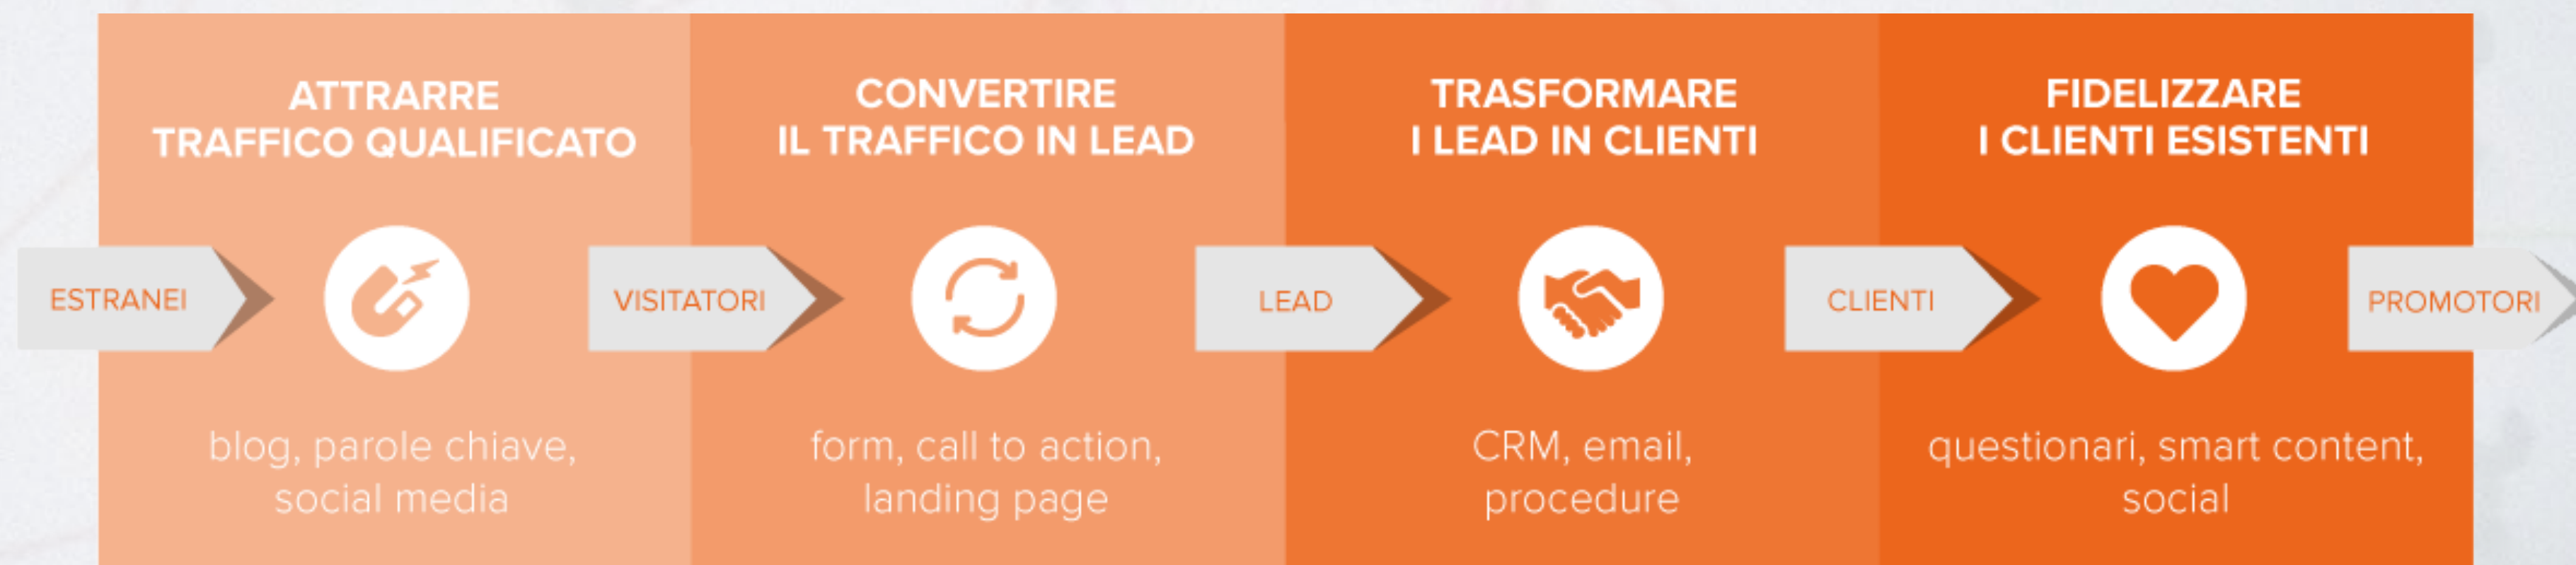 ATTRARRE
TRAFFICO QUALIFICATO
CONVERTIRE
IL TRAFFICO IN LEAD
TRASFORMARE
I LEAD IN CLIENTI
FIDELIZZARE
I CLIENTI ESISTENTI
ESTRANEI
VISITATORI
LEAD
CLIENTI
PROMOTORI
blog, parole chiave,
social media
form, call to action,
landing page
CRM, email,
procedure
questionari, smart content,
social